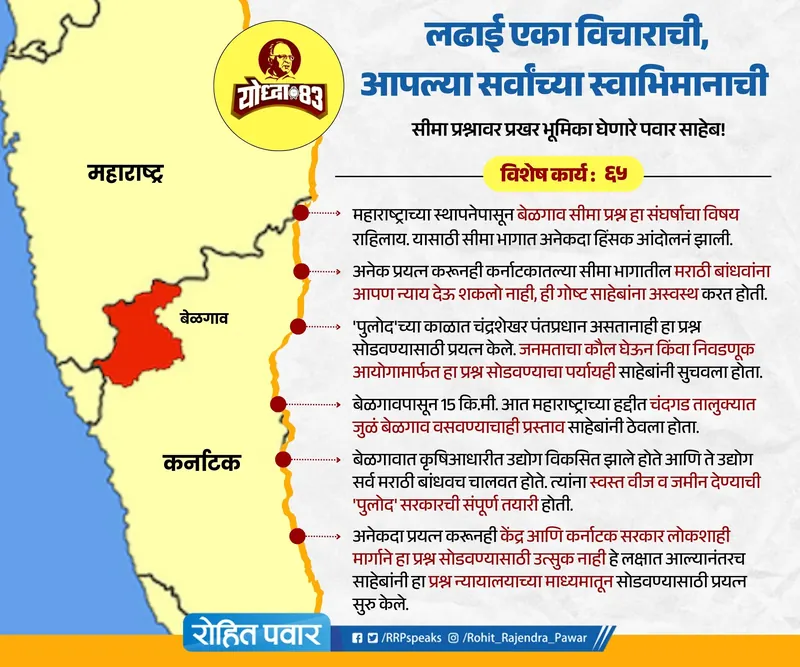 लढाई एका विचाराची,
आपल्या सर्वांच्या स्वाभिमानाची
योध्दा @ ८३
सीमा प्रश्नावर प्रखर भूमिका घेणारे पवार साहेब!
विशेष कार्य : ६५
महाराष्ट्र
बेळगाव
कर्नाटक
महाराष्ट्राच्या स्थापनेपासून बेळगाव सीमा प्रश्न हा संघर्षाचा विषय
राहिलाय. यासाठी सीमा भागात अनेकदा हिंसक आंदोलनं झाली.
अनेक प्रयत्न करूनही कर्नाटकातल्या सीमा भागातील मराठी बांधवांना
आपण न्याय देऊ शकलो नाही, ही गोष्ट साहेबांना अस्वस्थ करत होती.
'पुलोद'च्या काळात चंद्रशेखर पंतप्रधान असतानाही हा प्रश्न
सोडवण्यासाठी प्रयत्न केले. जनमताचा कौल घेऊन किंवा निवडणूक
आयोगामार्फत हा प्रश्न सोडवण्याचा पर्यायही साहेबांनी सुचवला होता.
बेळगावपासून 15 कि.मी. आत महाराष्ट्राच्या हद्दीत चंदगड तालुक्यात
जुळं बेळगाव वसवण्याचाही प्रस्ताव साहेबांनी ठेवला होता.
बेळगावात कृषिआधारीत उद्योग विकसित झाले होते आणि ते उद्योग
सर्व मराठी बांधवच चालवत होते. त्यांना स्वस्त वीज व जमीन देण्याची
'पुलोद' सरकारची संपूर्ण तयारी होती.
अनेकदा प्रयत्न करूनही केंद्र आणि कर्नाटक सरकार लोकशाही
मार्गाने हा प्रश्न सोडवण्यासाठी उत्सुक नाही हे लक्षात आल्यानंतरच
साहेबांनी हा प्रश्न न्यायालयाच्या माध्यमातून सोडवण्यासाठी प्रयत्न
सुरु केले.
रोहित पवार
/RRPspeaks /Rohit_Rajendra_Pawar